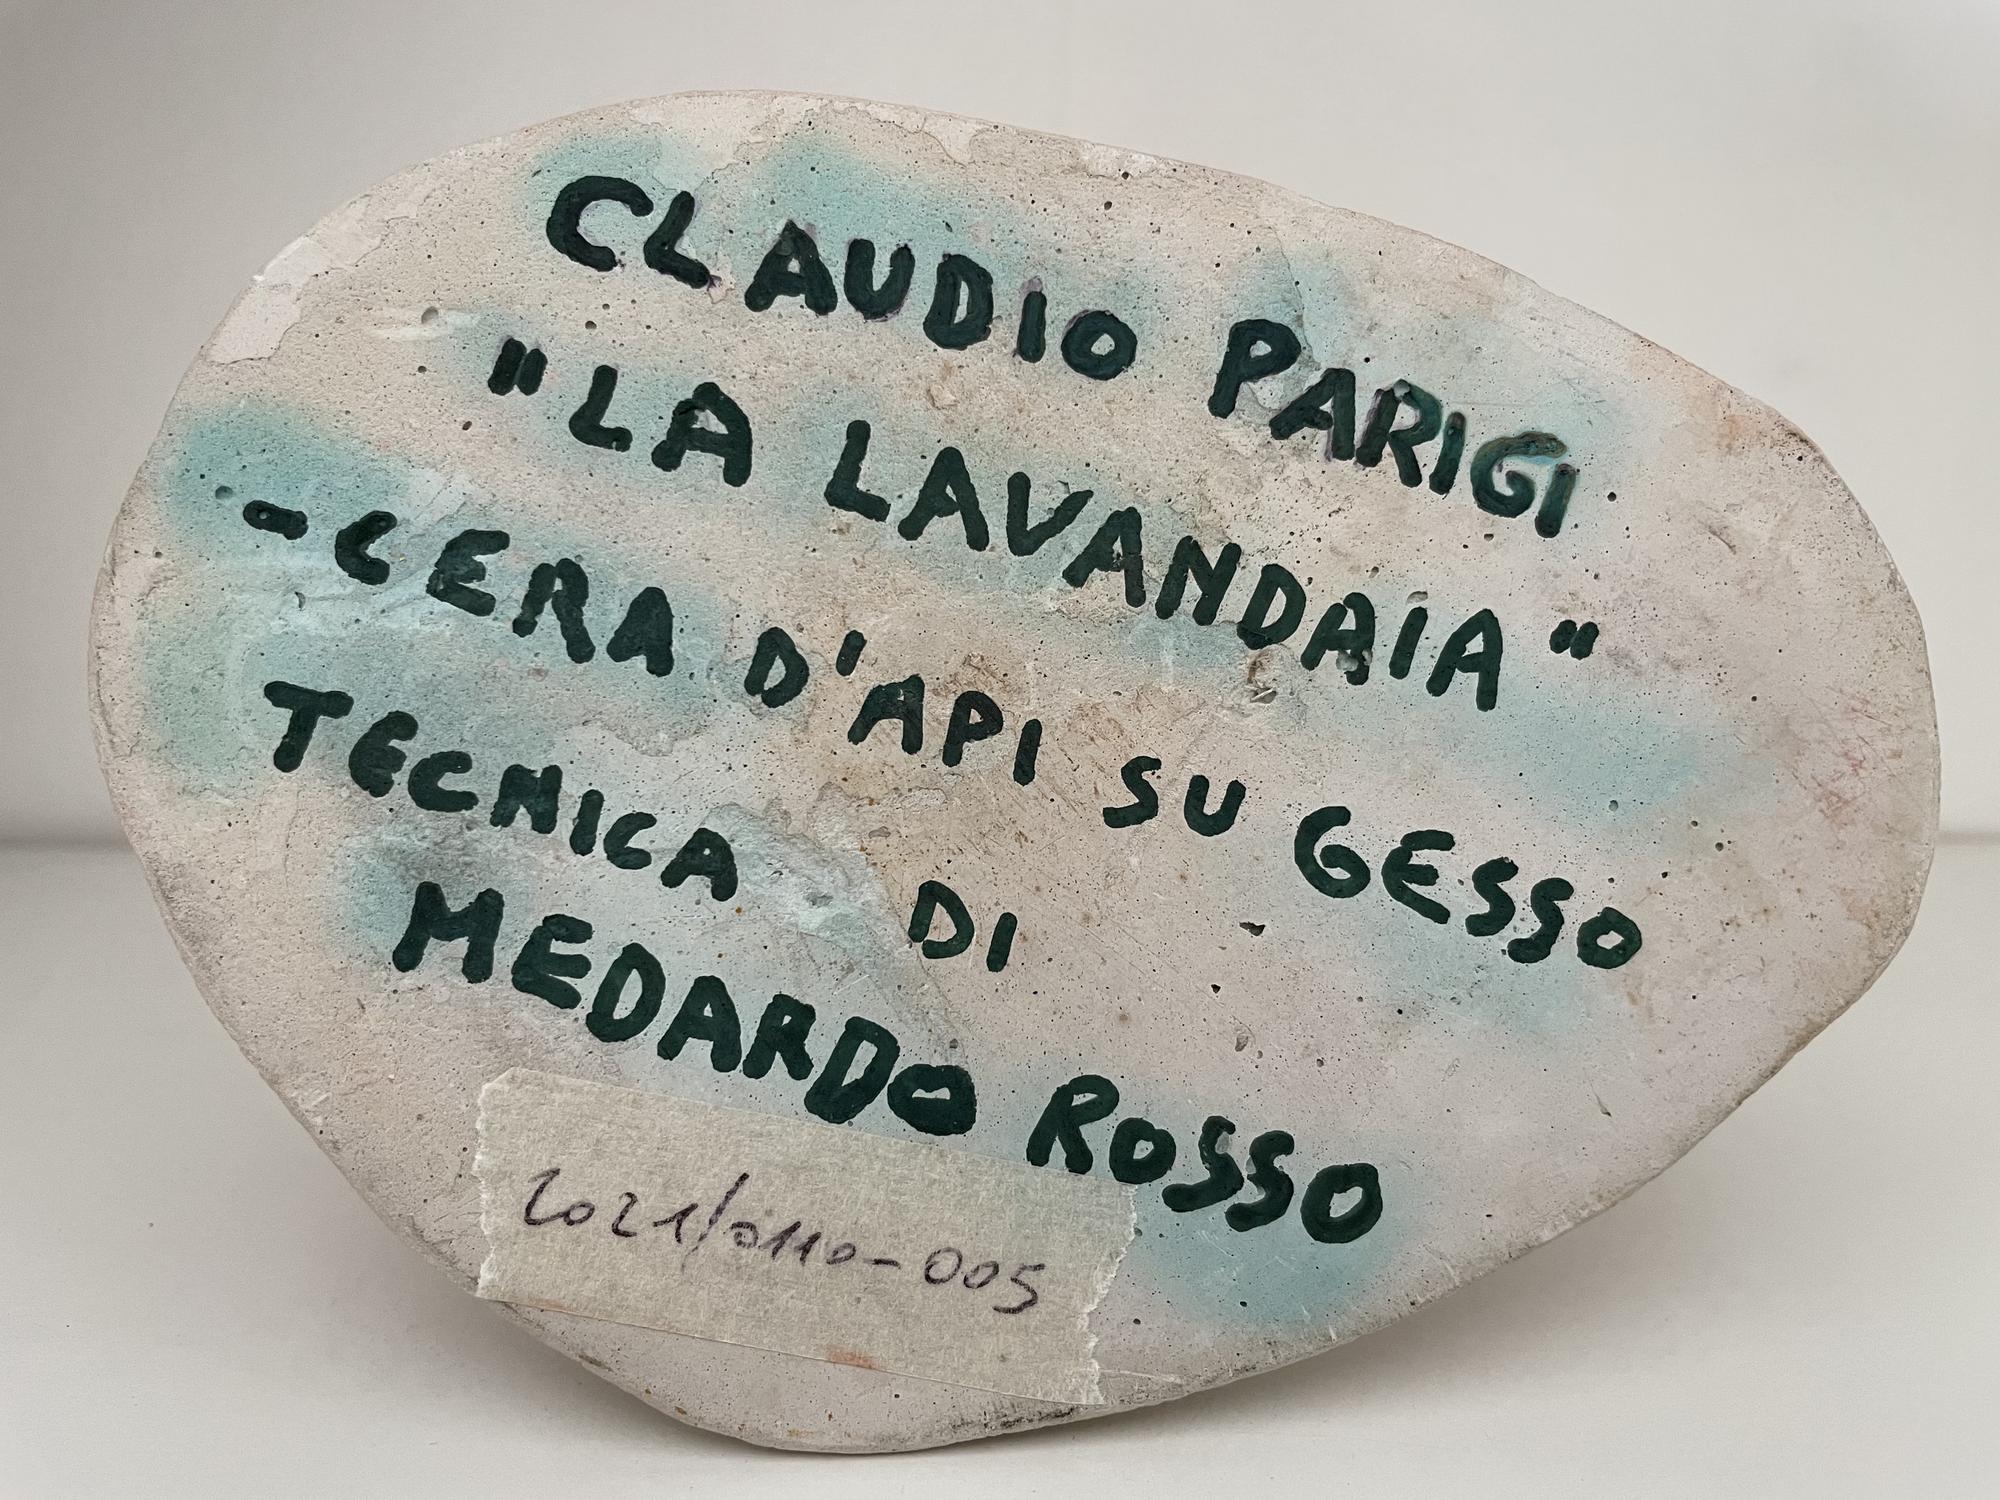 CLAUDIO PARIGI
"LA LAVANDAIA"
-CERA D'API SU GESSO
TECNICA DI
MEDARDO ROSSO
2021/0110-005